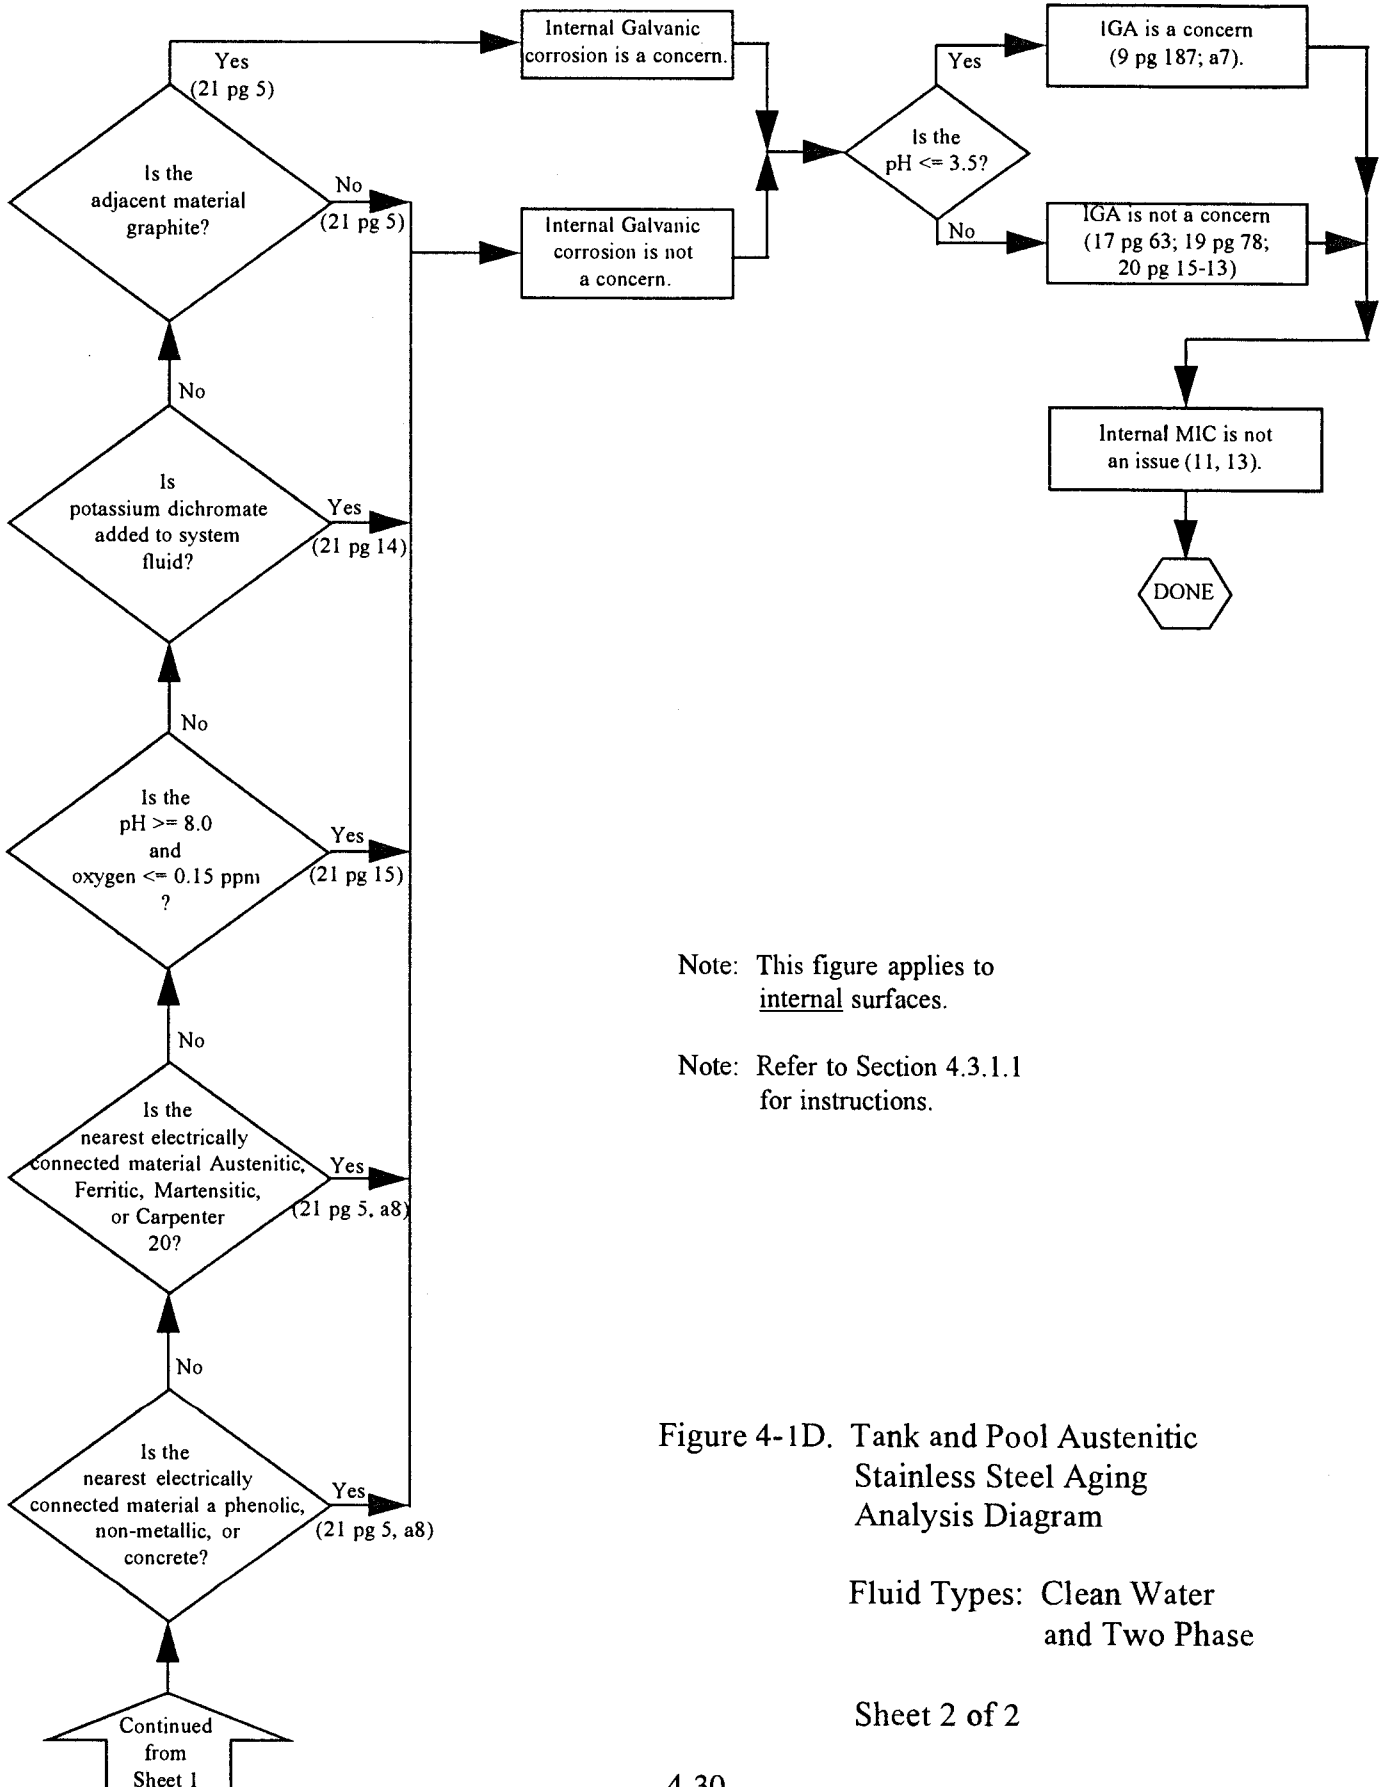 Yes
(21 pg 5)
Internal Galvanic
corrosion is a concern.
Yes
IGA is a concern
(9 pg 187; a7).
Is the
pH <= 3.5?
Is the
adjacent material
graphite?
No
(21 pg 5)
Internal Galvanic
corrosion is not
a concern.
No
IGA is not a concern
(17 pg 63; 19 pg 78;
20 pg 15-13)
No
Internal MIC is not
an issue (11, 13).
Is
potassium dichromate
added to system
fluid?
Yes
(21 pg 14)
DONE
No
Is the
pH >= 8.0
and
oxygen <= 0.15 ppm
?
Yes
(21 pg 15)
Note: This figure applies to
internal surfaces.
No
Note: Refer to Section 4.3.1.1
for instructions.
Is the
nearest electrically
connected material Austenitic,
Ferritic, Martensitic,
or Carpenter
20?
Yes
(21 pg 5, a8)
No
Is the
nearest electrically
connected material a phenolic,
non-metallic, or
concrete?
Yes
(21 pg 5, a8)
Figure 4-1D. Tank and Pool Austenitic
Stainless Steel Aging
Analysis Diagram
Fluid Types: Clean Water
and Two Phase
Sheet 2 of 2
Continued
from
Sheet 1
4-30